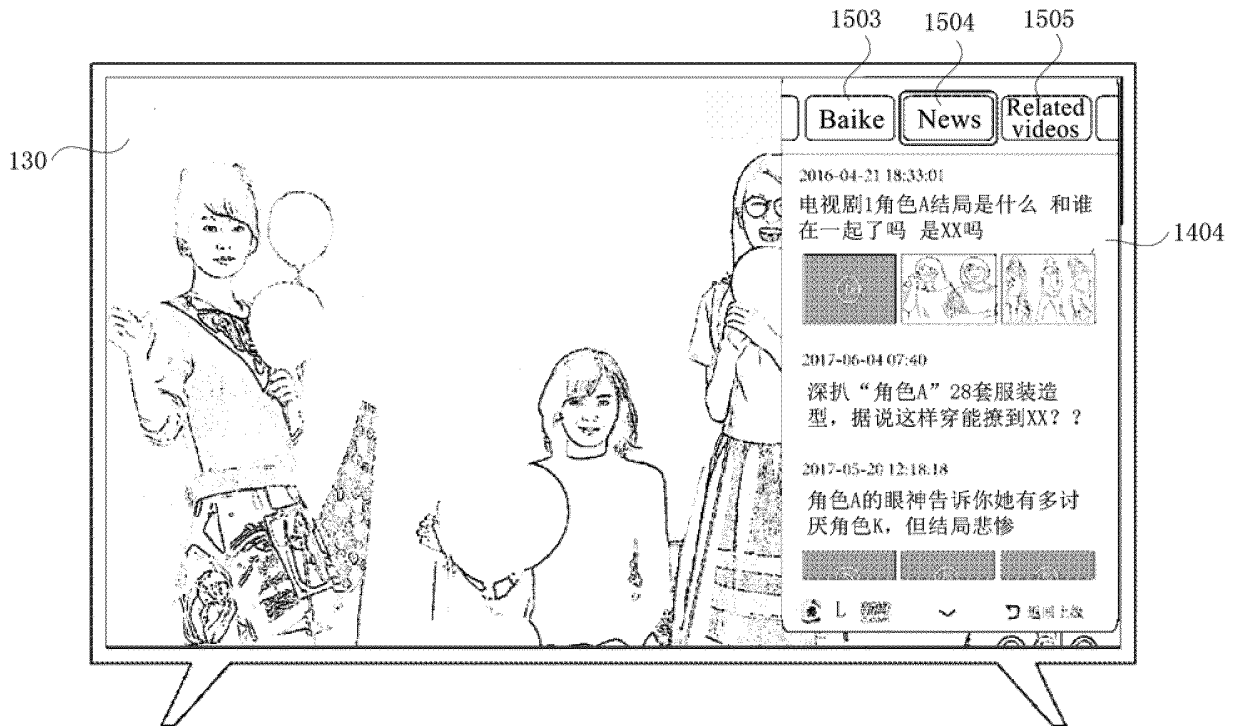 1503
1504
1505
130
Baike
News
Related
videos
2016-04-21 18:33:01
电视剧1角色A结局是什么 和谁
在一起了吗 是XX吗
1404
2017-06-04 07:40
深扒“角色A”28套服装造
型，据说这样穿能撩到XX？？
2017-05-20 12:18.18
角色A的眼神告诉你她有多讨
厌角色K，但结局悲惨
L
返回上级